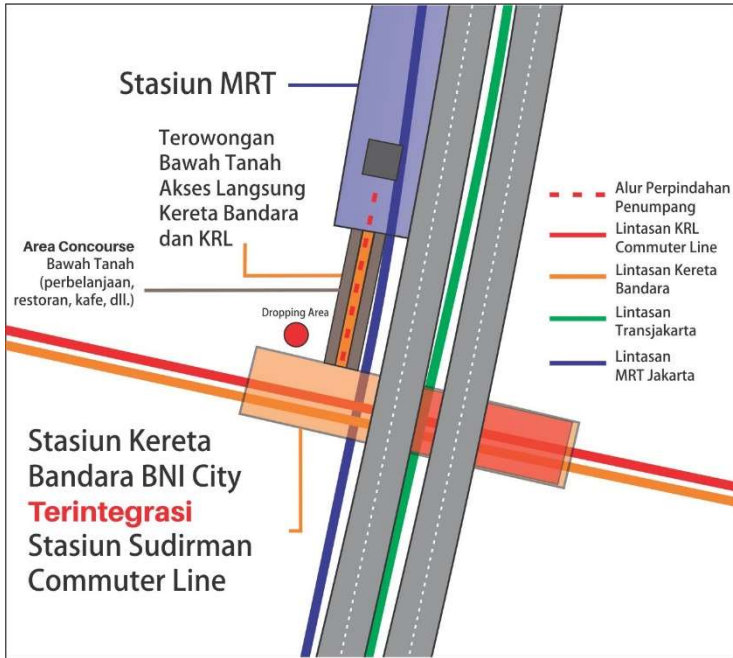 Stasiun MRT
Terowongan
Bawah Tanah
Akses Langsung
Kereta Bandara
dan KRL
Area Concourse
Bawah Tanah
(perbelanjaan,
restoran, kafe, dll.)
Dropping Area
Alur Perpindahan
Penumpang
Lintasan KRL
Commuter Line
Lintasan Kereta
Bandara
Lintasan
Transjakarta
Lintasan
MRT Jakarta
Stasiun Kereta
Bandara BNI City
Terintegrasi
Stasiun Sudirman
Commuter Line